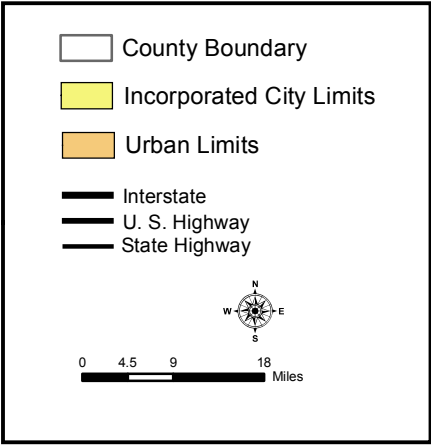 County Boundary
Incorporated City Limits
Urban Limits
Interstate
U. S. Highway
State Highway
N
W E
S
0 4.5 9 18
Miles